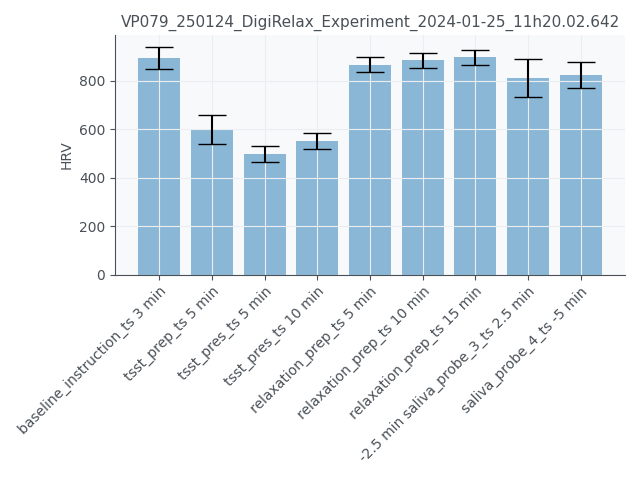 VP079_250124_DigiRelax_Experiment_2024-01-25_11h20.02.642
HRV
800
600
400
200
0
baseline_instruction_ts 3 min
tsst_prep_ts 5 min
tsst_pres_ts 5 min
tsst_pres_ts 10 min
relaxation_prep_ts 5 min
relaxation_prep_ts 10 min
relaxation_prep_ts 15 min
-2.5 min saliva_probe_3_ts 2.5 min
saliva_probe_4_ts -5 min